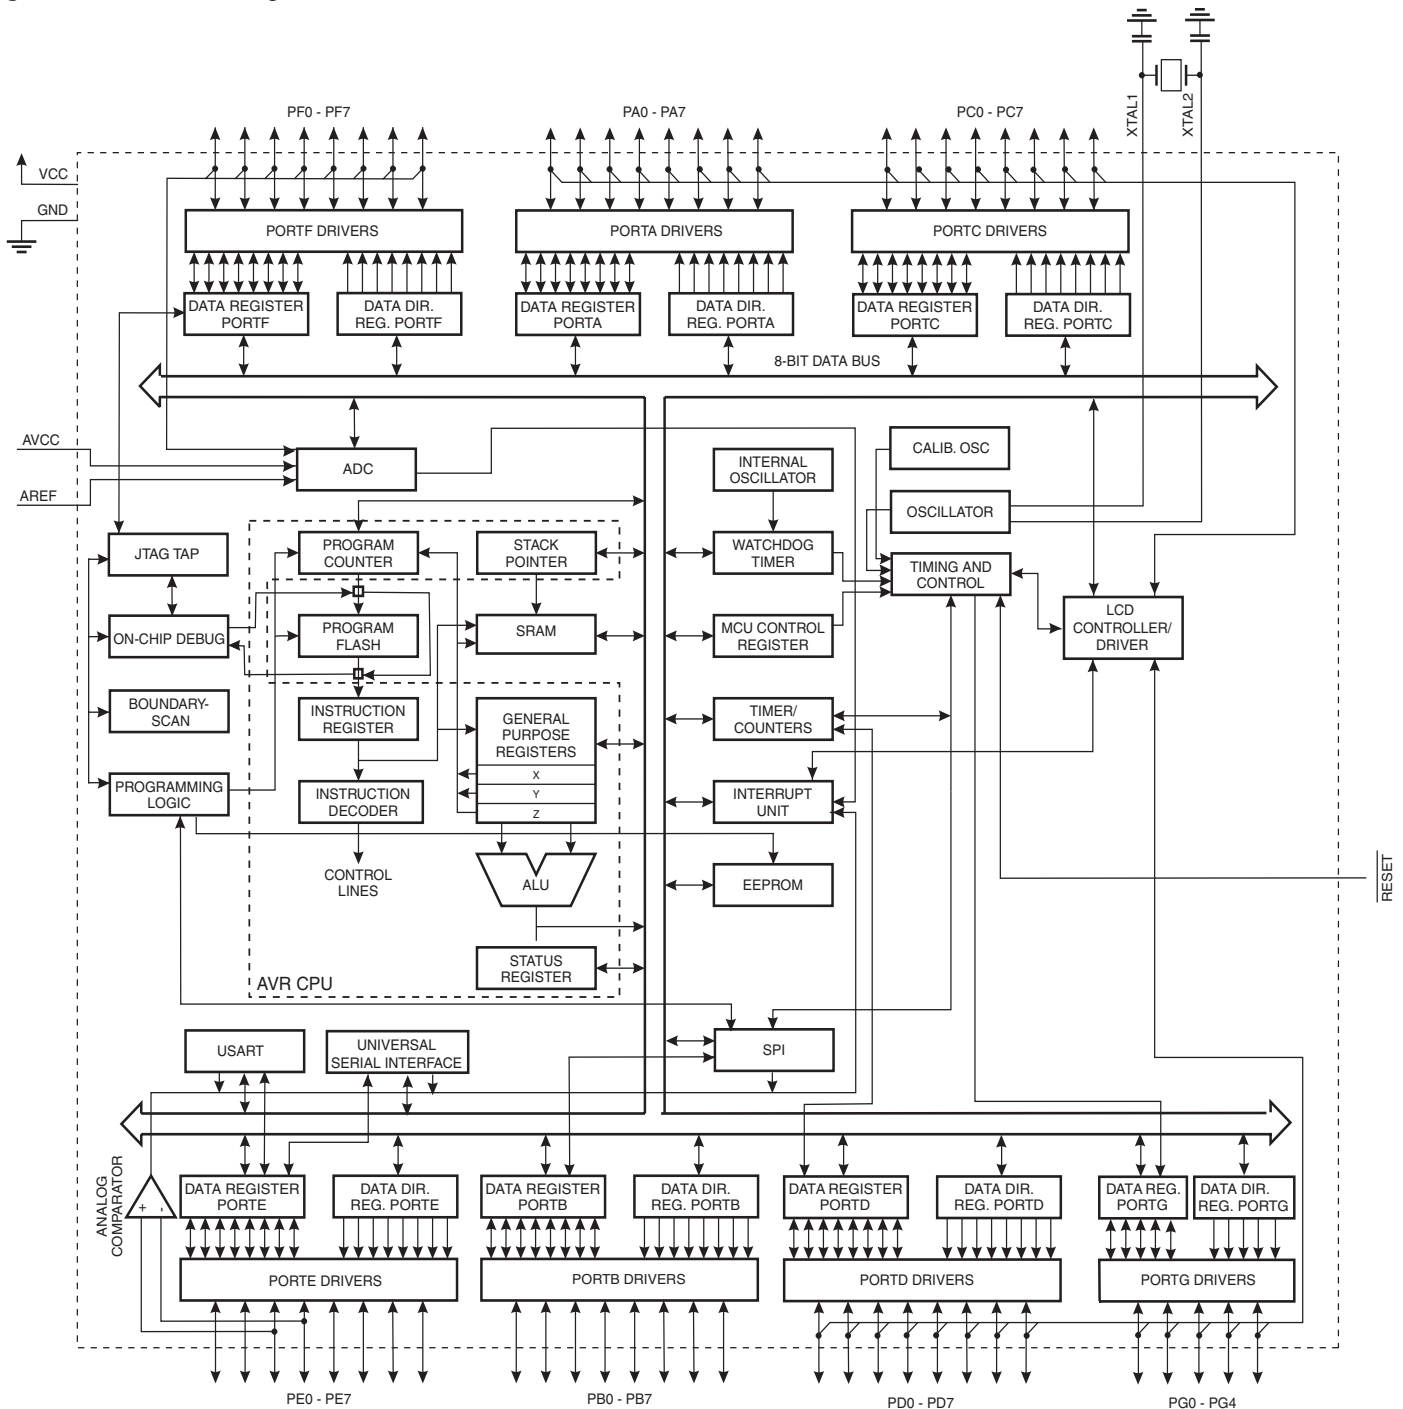 XTAL1
XTAL2
PF0 - PF7
PA0 - PA7
PC0 - PC7
VCC
GND
PORTF DRIVERS
PORTA DRIVERS
PORTC DRIVERS
DATA REGISTER
PORTF
DATA DIR.
REG. PORTF
DATA REGISTER
PORTA
DATA DIR.
REG. PORTA
DATA REGISTER
PORTC
DATA DIR.
REG. PORTC
8-BIT DATA BUS
AVCC
AREF
ADC
INTERNAL
OSCILLATOR
CALIB. OSC
OSCILLATOR
JTAG TAP
PROGRAM
COUNTER
STACK
POINTER
WATCHDOG
TIMER
TIMING AND
CONTROL
ON-CHIP DEBUG
PROGRAM
FLASH
SRAM
MCU CONTROL
REGISTER
LCD
CONTROLLER/
DRIVER
BOUNDARY-
SCAN
INSTRUCTION
REGISTER
GENERAL
PURPOSE
REGISTERS
X
Y
Z
TIMER/
COUNTERS
PROGRAMMING
LOGIC
INSTRUCTION
DECODER
INTERRUPT
UNIT
CONTROL
LINES
ALU
EEPROM
RESET
STATUS
REGISTER
AVR CPU
USART
UNIVERSAL
SERIAL INTERFACE
SPI
ANALOG
COMPARATOR
+
-
DATA REGISTER
PORTE
DATA DIR.
REG. PORTE
DATA REGISTER
PORTB
DATA DIR.
REG. PORTB
DATA REGISTER
PORTD
DATA DIR.
REG. PORTD
DATA REG.
PORTG
DATA DIR.
REG. PORTG
PORTE DRIVERS
PORTB DRIVERS
PORTD DRIVERS
PORTG DRIVERS
PE0 - PE7
PB0 - PB7
PD0 - PD7
PG0 - PG4